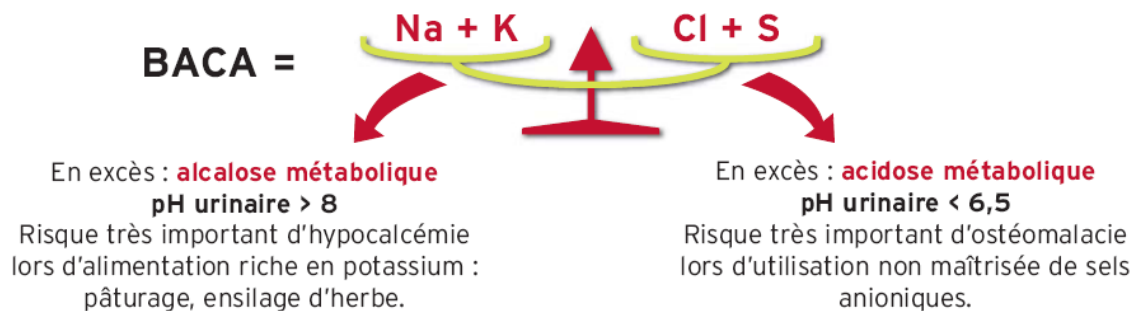 BACA =
Na + K
Cl + S
En excès : alcalose métabolique
pH urinaire > 8
Risque très important d'hypocalcémie
lors d'alimentation riche en potassium :
pâturage, ensilage d'herbe.
En excès : acidose métabolique
pH urinaire < 6,5
Risque très important d'ostéomalacie
lors d'utilisation non maîtrisée de sels
anioniques.